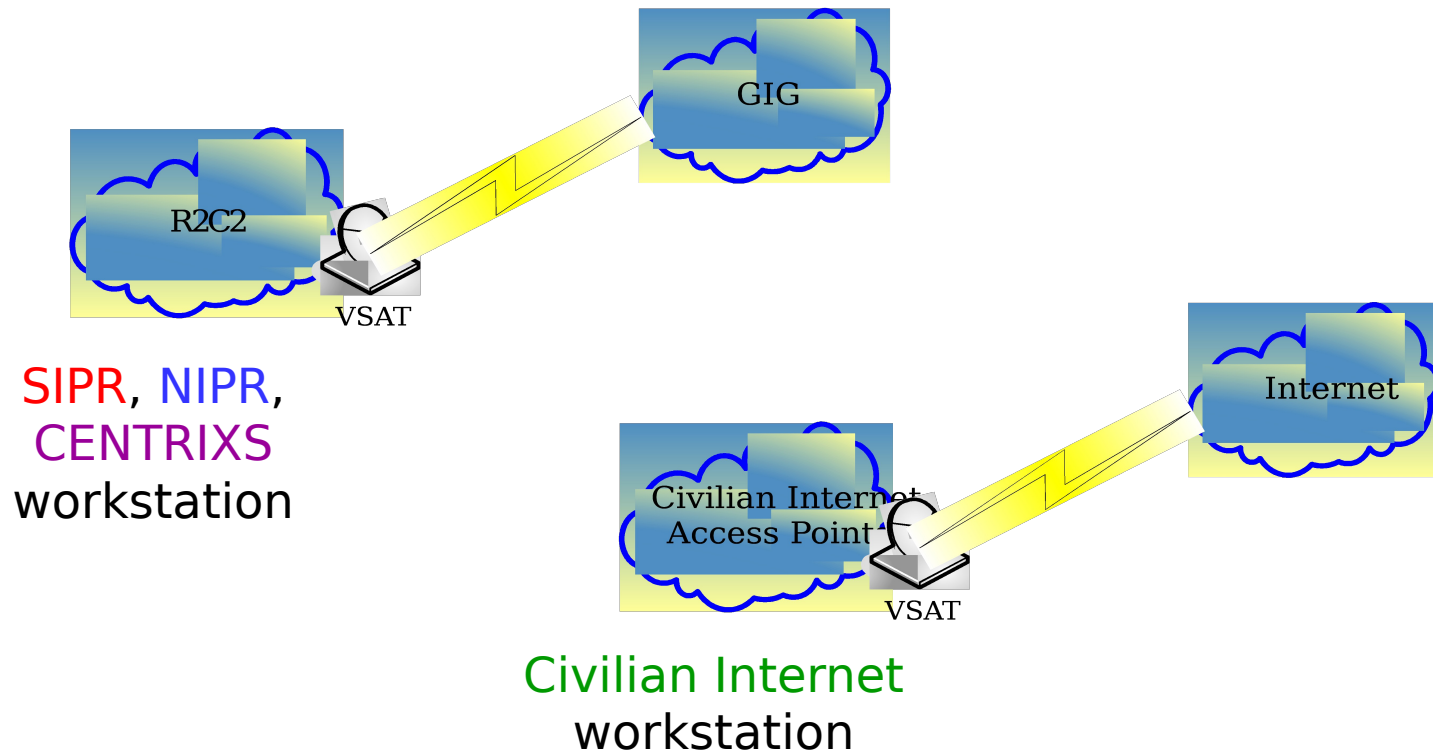 GIG
R2C2
VSAT
SIPR, NIPR,
CENTRIXS
workstation
Internet
Civilian Internet
Access Point
VSAT
Civilian Internet
workstation